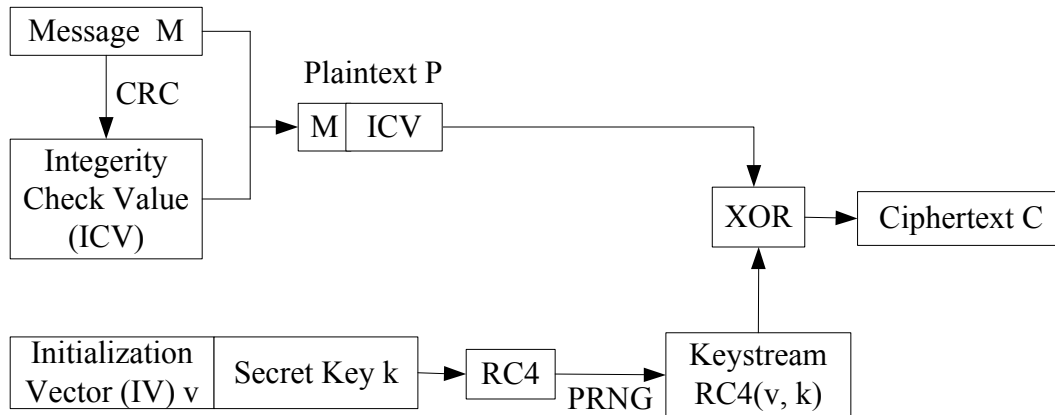 Message M
CRC
Integerity
Check Value
(ICV)
Plaintext P
M ICV
XOR
Ciphertext C
Initialization
Vector (IV) v
Secret Key k
RC4
PRNG
Keystream
RC4(v, k)